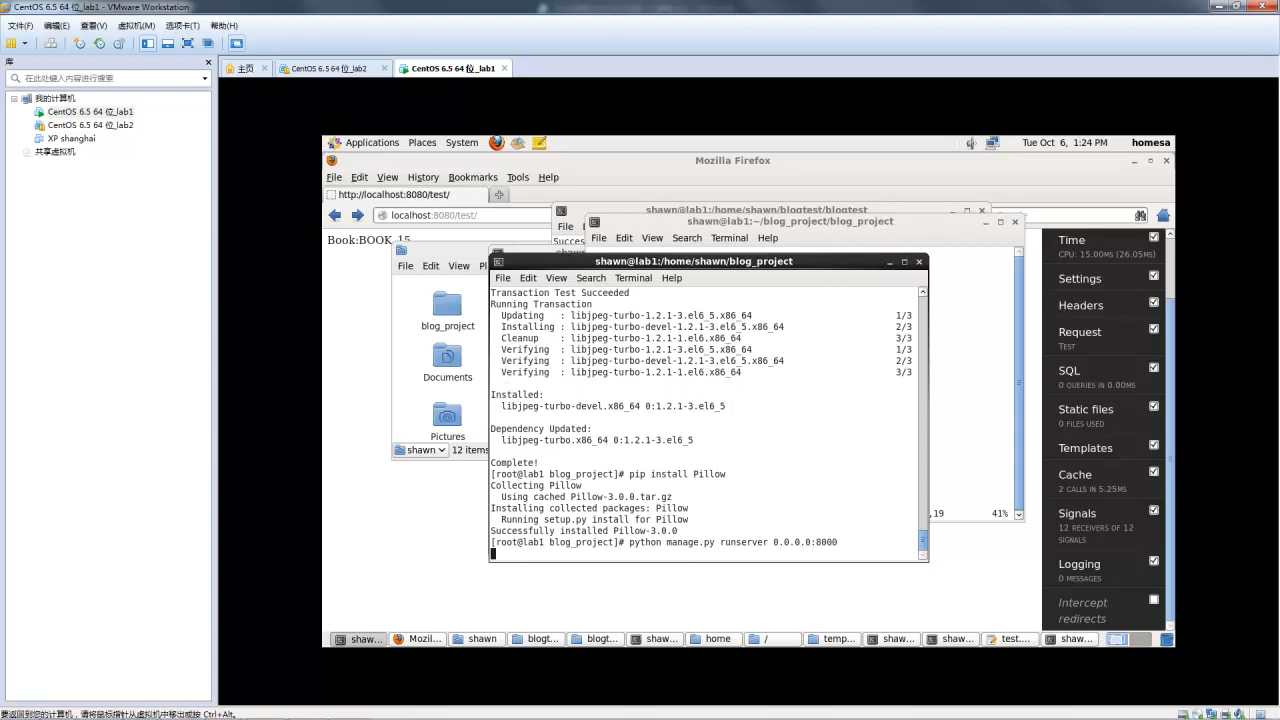 CentOS 6.5 64 位_lab1 - VMware Workstation
文件(F) 编辑(E) 查看(V) 虚拟机(M) 选项卡(T) 帮助(H)
库
在此处键入内容进行搜索
我的计算机
CentOS 6.5 64 位_lab1
CentOS 6.5 64 位_lab2
XP shanghai
共享虚拟机
主页 CentOS 6.5 64 位_lab2 CentOS 6.5 64 位_lab1
Applications Places System Tue Oct 6, 1:24 PM homesa
Mozilla Firefox
File Edit View History Bookmarks Tools Help
http://localhost:8080/test/
localhost:8080/test/
Book:BOOK_15
shawn@lab1:/home/shawn/blogtest/blogtest
File
Succes
shawn@lab1:~/blog_project/blog_project
File Edit View Search Terminal Help
,19 41%
File Edit View
blog_project
Documents
Pictures
shawn 12 items
shawn@lab1:/home/shawn/blog_project
File Edit View Search Terminal Help
Transaction Test Succeeded
Running Transaction
Updating : libjpeg-turbo-1.2.1-3.el6_5.x86_64 1/3
Installing : libjpeg-turbo-devel-1.2.1-3.el6_5.x86_64 2/3
Cleanup : libjpeg-turbo-1.2.1-1.el6.x86_64 3/3
Verifying : libjpeg-turbo-1.2.1-3.el6_5.x86_64 1/3
Verifying : libjpeg-turbo-devel-1.2.1-3.el6_5.x86_64 2/3
Verifying : libjpeg-turbo-1.2.1-1.el6.x86_64 3/3
Installed:
libjpeg-turbo-devel.x86_64 0:1.2.1-3.el6_5
Dependency Updated:
libjpeg-turbo.x86_64 0:1.2.1-3.el6_5
Complete!
[root@lab1 blog_project]# pip install Pillow
Collecting Pillow
Using cached Pillow-3.0.0.tar.gz
Installing collected packages: Pillow
Running setup.py install for Pillow
Successfully installed Pillow-3.0.0
[root@lab1 blog_project]# python manage.py runserver 0.0.0.0:8000
Time
CPU: 15.00MS (26.05MS)
Settings
Headers
Request
TEST
SQL
0 QUERIES IN 0.00MS
Static files
0 FILES USED
Templates
Cache
2 CALLS IN 5.25MS
Signals
12 RECEIVERS OF 12 SIGNALS
Logging
0 MESSAGES
Intercept redirects
shaw... Mozil... shawn blogt... blogt... shaw... home / temp... shaw... shaw... test.... shaw...
要返回到您的计算机，请将鼠标指针从虚拟机中移出或按 Ctrl+Alt。